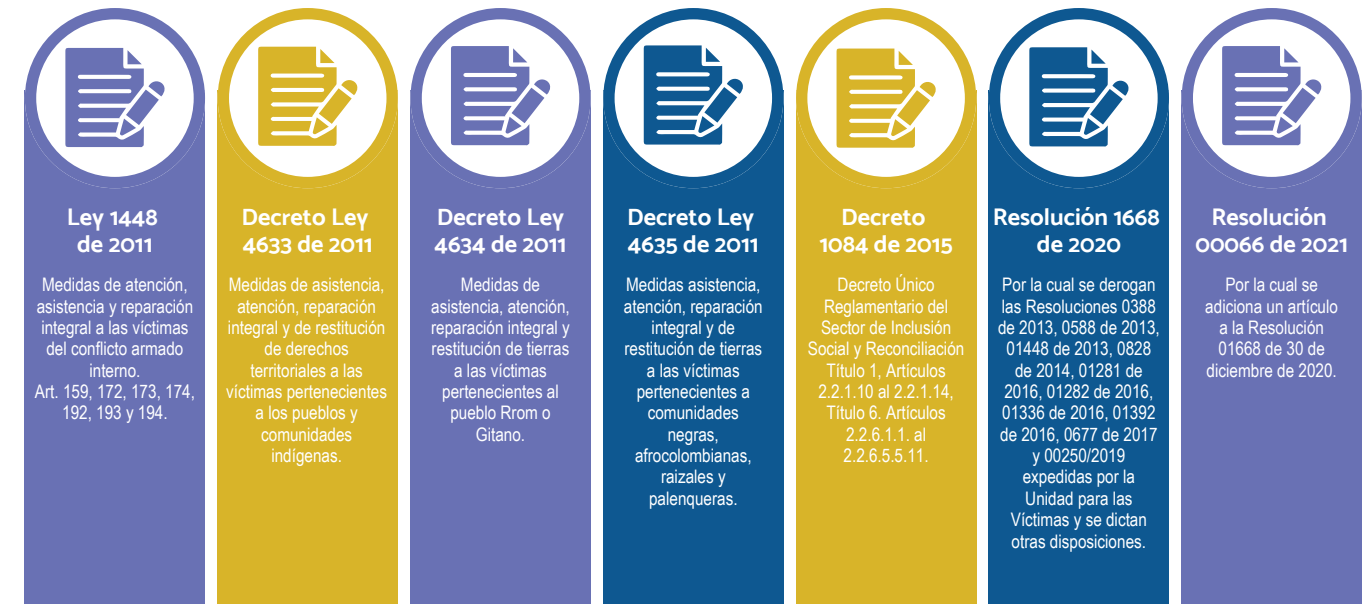 Ley 1448
de 2011
Medidas de atención,
asistencia y reparación
integral a las víctimas
del conflicto armado
interno.
Art. 159, 172, 173, 174,
192, 193 y 194.
Decreto Ley
4633 de 2011
Medidas de asistencia,
atención, reparación
integral y de restitución
de derechos
territoriales a las
víctimas pertenecientes
a los pueblos y
comunidades
indígenas.
Decreto Ley
4634 de 2011
Medidas de
asistencia, atención,
reparación integral y
restitución de tierras
a las víctimas
pertenecientes al
pueblo Rrom o
Gitano.
Decreto Ley
4635 de 2011
Medidas asistencia,
atención, reparación
integral y de
restitución de tierras
a las víctimas
pertenecientes a
comunidades
negras,
afrocolombianas,
raizales y
palenqueras.
Decreto
1084 de 2015
Decreto Único
Reglamentario del
Sector de Inclusión
Social y Reconciliación
Título 1, Artículos
2.2.1.10 al 2.2.1.14,
Título 6. Artículos
2.2.6.1.1. al
2.2.6.5.5.11.
Resolución 1668
de 2020
Por la cual se derogan
las Resoluciones 0388
de 2013, 0588 de 2013,
01448 de 2013, 0828
de 2014, 01281 de
2016, 01282 de 2016,
01336 de 2016, 01392
de 2016, 0677 de 2017
y 00250/2019
expedidas por la
Unidad para las
Víctimas y se dictan
otras disposiciones.
Resolución
00066 de 2021
Por la cual se
adiciona un artículo
a la Resolución
01668 de 30 de
diciembre de 2020.